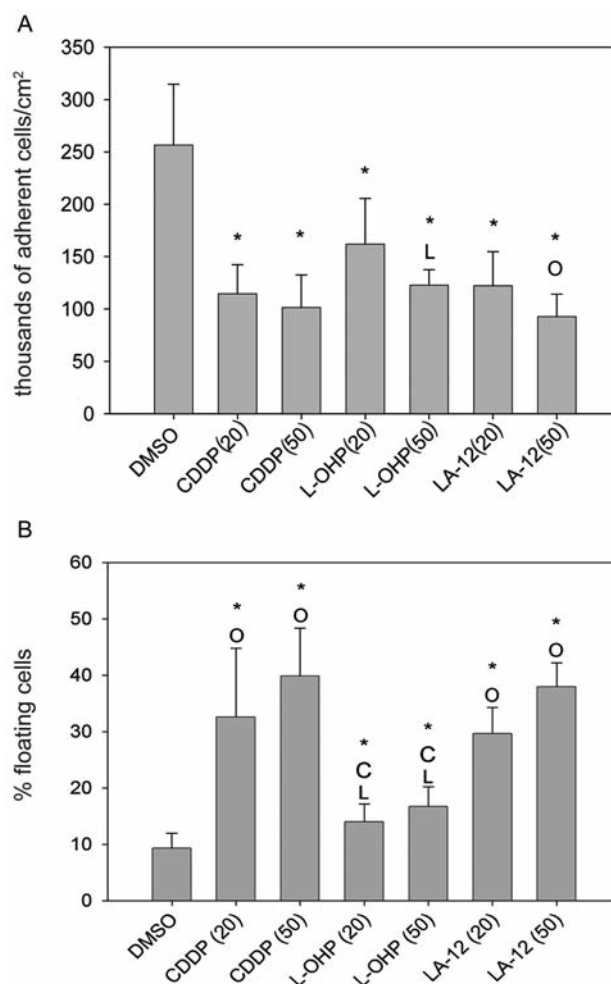 A
thousands of adherent cells/cm²
350
300
250
200
150
100
50
0
*
*
*
*
L
*
*
O
DMSO
CDDP(20)
CDDP(50)
L-OHP(20)
L-OHP(50)
LA-12(20)
LA-12(50)
B
% floating cells
60
50
40
30
20
10
0
*
O
*
O
*
C
L
*
C
L
*
O
*
O
DMSO
CDDP (20)
CDDP (50)
L-OHP (20)
L-OHP (50)
LA-12 (20)
LA-12 (50)